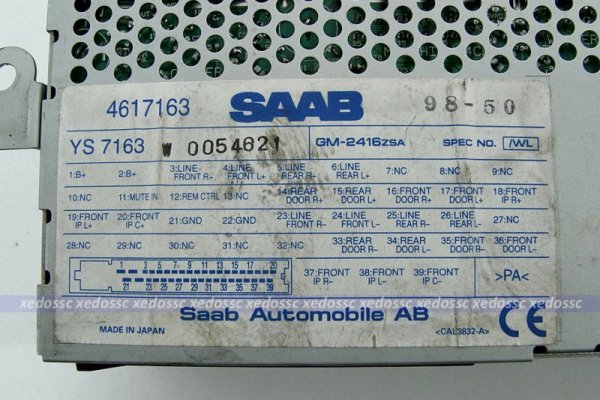 4617163 SAAB 98-50
YS 7163 W 0054621 GM-2416ZSA SPEC NO. /WL
1:B+ 2:B+ 3:LINE-FRONT R+ 4:LINE-FRONT L+ 5:LINE-REAR R+ 6:LINE-REAR L+ 7:NC 8:NC 9:NC
10:NC 11:MUTE IN 12:REM CTRL 13:NC 14:REAR DOOR R+ 15:REAR DOOR L+ 16:FRONT DOOR R+ 17:FRONT DOOR L+ 18:FRONT IP R+
19:FRONT IP L+ 20:FRONT IP C+ 21:GND 22:GND 23:LINE FRONT R- 24:LINE FRONT L- 25:LINE REAR R- 26:LINE REAR L- 27:NC
28:NC 29:NC 30:NC 31:NC 32:NC 33:REAR DOOR R- 34:REAR DOOR L- 35:FRONT DOOR R- 36:FRONT DOOR L-
1 3 5 7 9 11 13 15 17 20
21 23 25 27 29 31 33 35 37 39
37:FRONT IP R- 38:FRONT IP L- 39:FRONT IP C- >PA<
xedossc xedossc xedossc xedossc xedossc xedossc xedossc xedossc xedossc xedossc xedossc
Saab Automobile AB CE
MADE IN JAPAN <CAL3832-A>